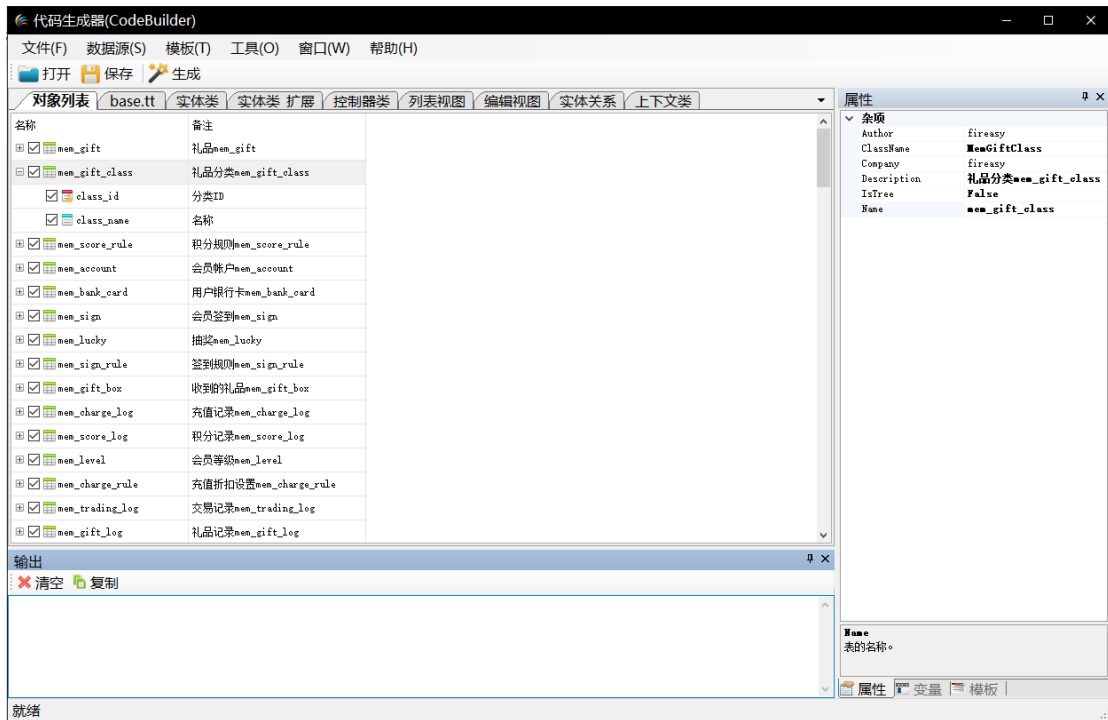 代码生成器(CodeBuilder)
文件(F) 数据源(S) 模板(T) 工具(O) 窗口(W) 帮助(H)
打开 保存 生成
对象列表 base.tt 实体类 实体类_扩展 控制器类 列表视图 编辑视图 实体关系 上下文类
名称 备注
mem_gift 礼品mem_gift
mem_gift_class 礼品分类mem_gift_class
class_id 分类ID
class_name 名称
mem_score_rule 积分规则mem_score_rule
mem_account 会员帐户mem_account
mem_bank_card 用户银行卡mem_bank_card
mem_sign 会员签到mem_sign
mem_lucky 抽奖mem_lucky
mem_sign_rule 签到规则mem_sign_rule
mem_gift_box 收到的礼品mem_gift_box
mem_charge_log 充值记录mem_charge_log
mem_score_log 积分记录mem_score_log
mem_level 会员等级mem_level
mem_charge_rule 充值折扣设置mem_charge_rule
mem_trading_log 交易记录mem_trading_log
mem_gift_log 礼品记录mem_gift_log
输出
清空 复制
就绪
属性
杂项
Author fireasy
ClassName MemGiftClass
Company fireasy
Description 礼品分类mem_gift_class
IsTree False
Name mem_gift_class
Name
表的名称。
属性 变量 模板